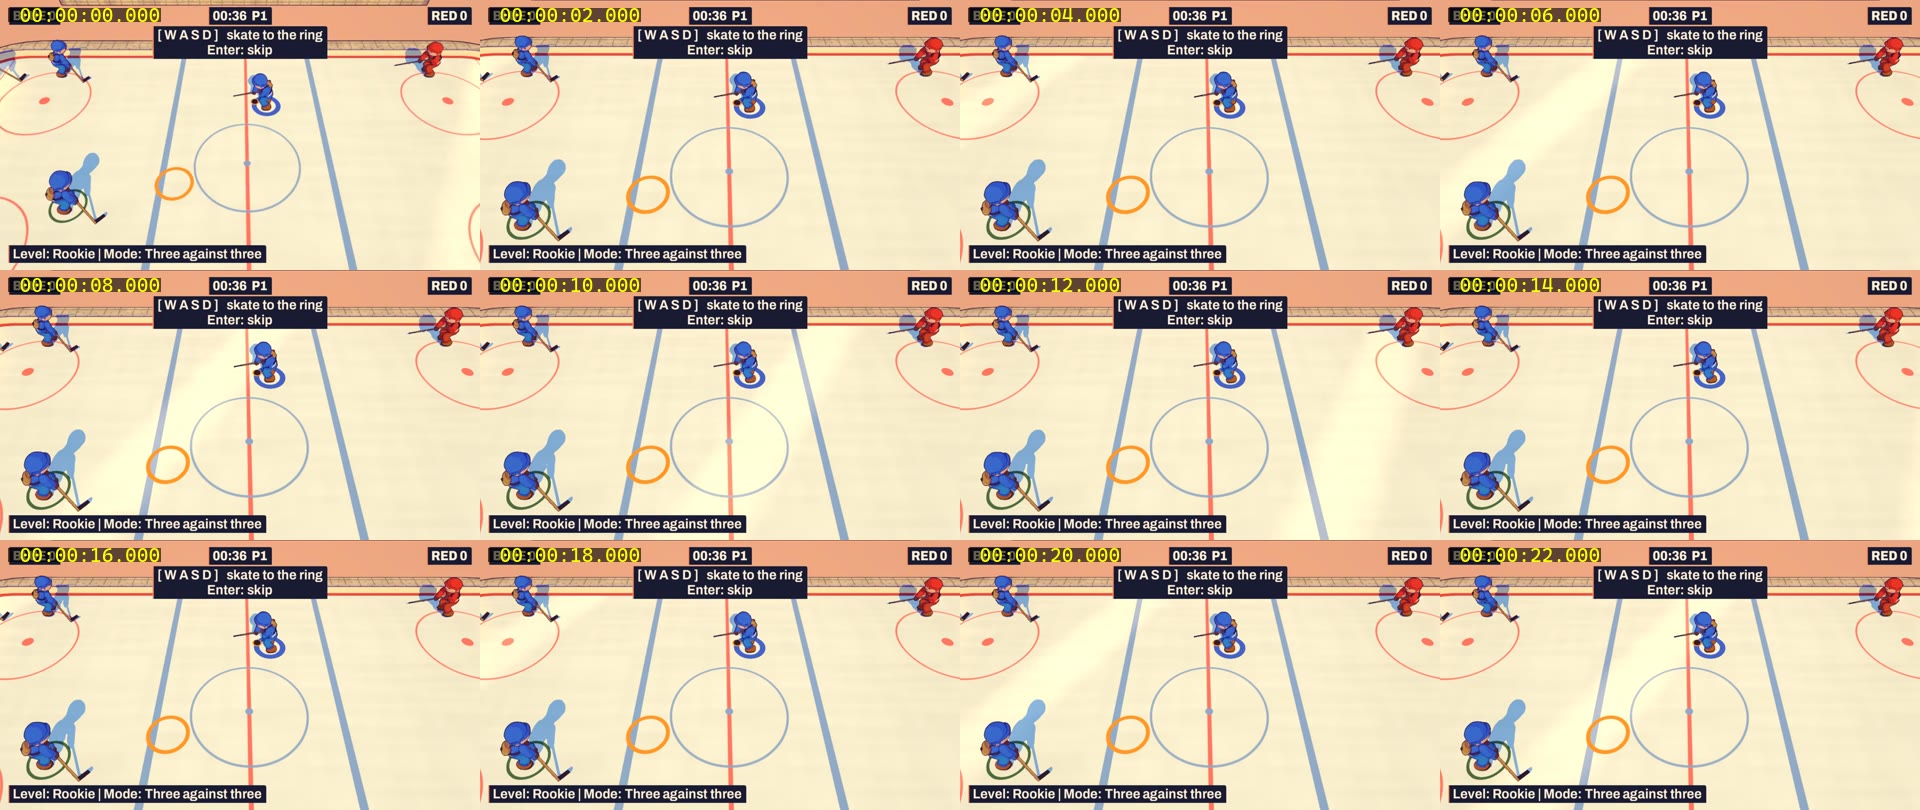 00:00:00.000 00:36 P1 RED 0 00:00:02.000 00:36 P1 RED 0 00:00:04.000 00:36 P1 RED 0 00:00:06.000 00:36 P1 RED 0
[ W A S D ] skate to the ring [ W A S D ] skate to the ring [ W A S D ] skate to the ring [ W A S D ] skate to the ring
Enter: skip Enter: skip Enter: skip Enter: skip
Level: Rookie | Mode: Three against three Level: Rookie | Mode: Three against three Level: Rookie | Mode: Three against three Level: Rookie | Mode: Three against three
00:00:08.000 00:36 P1 RED 0 00:00:10.000 00:36 P1 RED 0 00:00:12.000 00:36 P1 RED 0 00:00:14.000 00:36 P1 RED 0
[ W A S D ] skate to the ring [ W A S D ] skate to the ring [ W A S D ] skate to the ring [ W A S D ] skate to the ring
Enter: skip Enter: skip Enter: skip Enter: skip
Level: Rookie | Mode: Three against three Level: Rookie | Mode: Three against three Level: Rookie | Mode: Three against three Level: Rookie | Mode: Three against three
00:00:16.000 00:36 P1 RED 0 00:00:18.000 00:36 P1 RED 0 00:00:20.000 00:36 P1 RED 0 00:00:22.000 00:36 P1 RED 0
[ W A S D ] skate to the ring [ W A S D ] skate to the ring [ W A S D ] skate to the ring [ W A S D ] skate to the ring
Enter: skip Enter: skip Enter: skip Enter: skip
Level: Rookie | Mode: Three against three Level: Rookie | Mode: Three against three Level: Rookie | Mode: Three against three Level: Rookie | Mode: Three against three